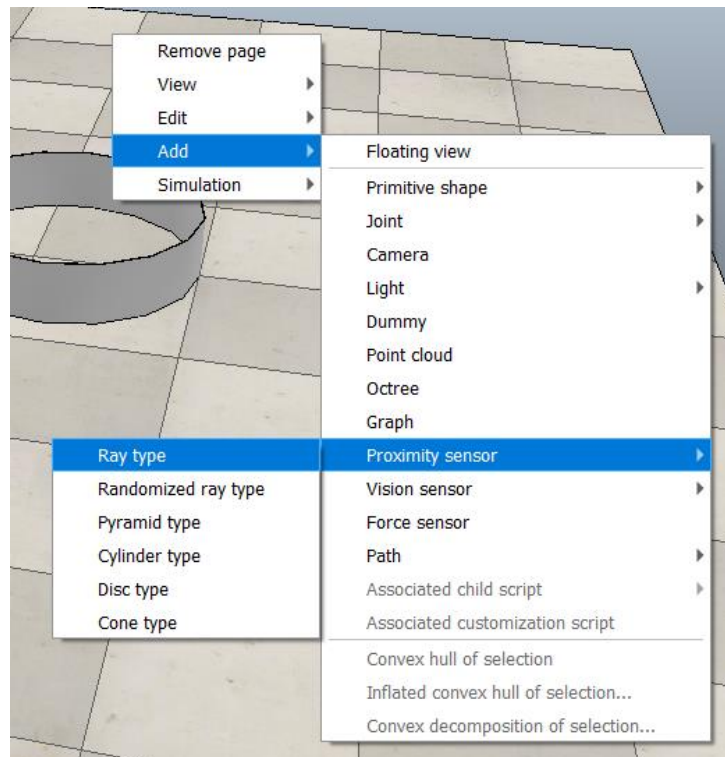 Remove page
View
Edit
Add
Simulation
Floating view
Primitive shape
Joint
Camera
Light
Dummy
Point cloud
Octree
Graph
Proximity sensor
Vision sensor
Force sensor
Path
Associated child script
Associated customization script
Convex hull of selection
Inflated convex hull of selection...
Convex decomposition of selection...
Ray type
Randomized ray type
Pyramid type
Cylinder type
Disc type
Cone type